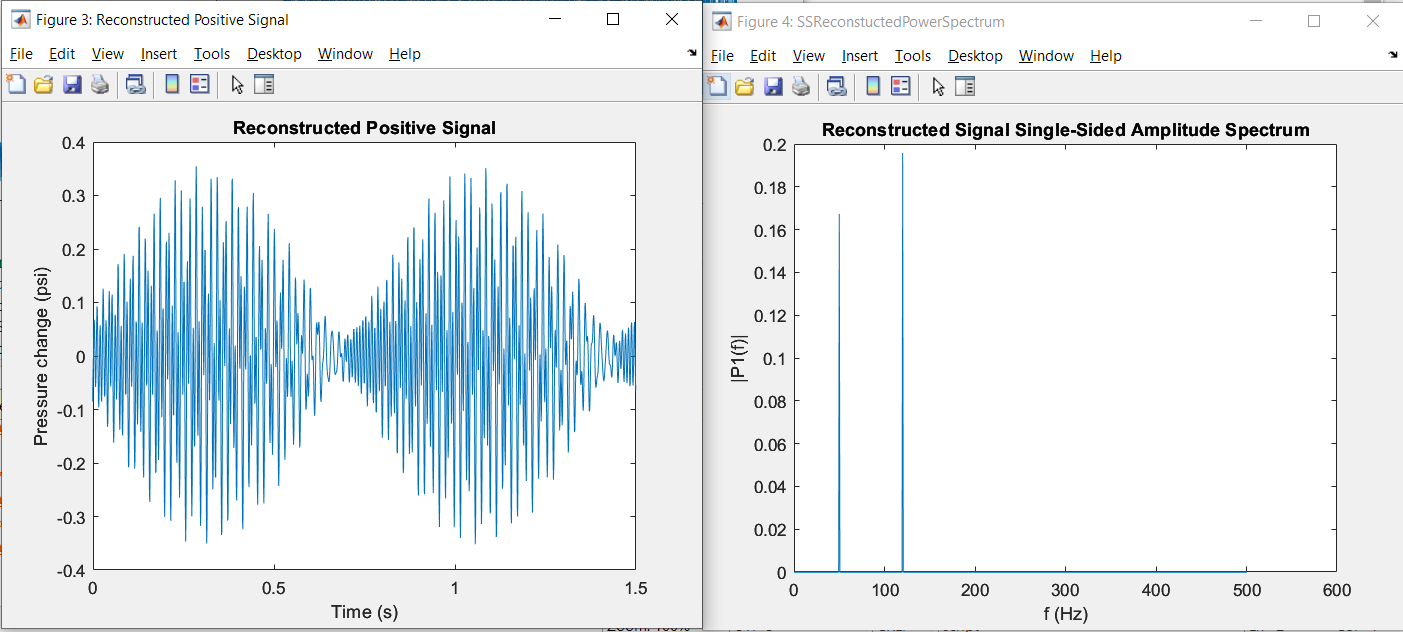 Figure 3: Reconstructed Positive Signal
File Edit View Insert Tools Desktop Window Help
Reconstructed Positive Signal
0.4
0.3
0.2
0.1
0
-0.1
-0.2
-0.3
-0.4
Pressure change (psi)
0 0.5 1 1.5
Time (s)
Figure 4: SSReconstuctedPowerSpectrum
File Edit View Insert Tools Desktop Window Help
Reconstructed Signal Single-Sided Amplitude Spectrum
0.2
0.18
0.16
0.14
0.12
0.1
0.08
0.06
0.04
0.02
0
|P1(f)|
0 100 200 300 400 500 600
f (Hz)